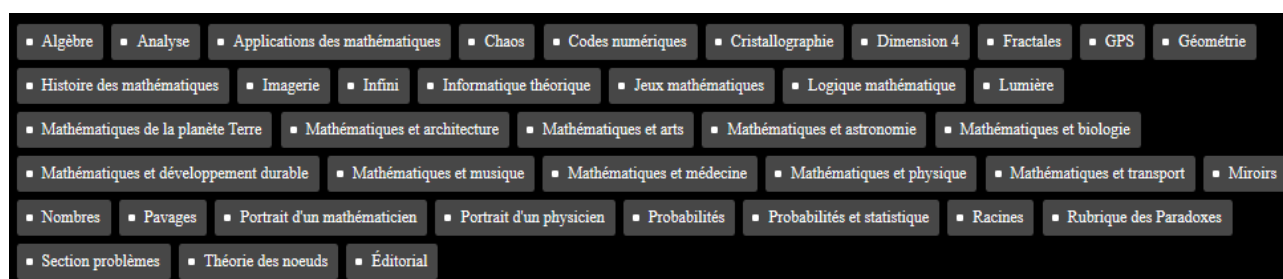 Algèbre Analyse Applications des mathématiques Chaos Codes numériques Cristallographie Dimension 4 Fractales GPS Géométrie
Histoire des mathématiques Imagerie Infini Informatique théorique Jeux mathématiques Logique mathématique Lumière
Mathématiques de la planète Terre Mathématiques et architecture Mathématiques et arts Mathématiques et astronomie Mathématiques et biologie
Mathématiques et développement durable Mathématiques et musique Mathématiques et médecine Mathématiques et physique Mathématiques et transport Miroirs
Nombres Pavages Portrait d'un mathématicien Portrait d'un physicien Probabilités Probabilités et statistique Racines Rubrique des Paradoxes
Section problèmes Théorie des noeuds Éditorial